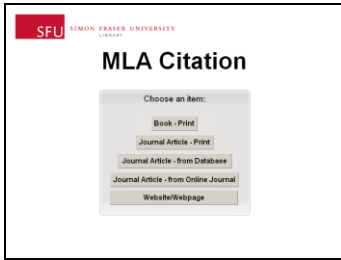 SFU SIMON FRASER UNIVERSITY
LIBRARY
MLA Citation
Choose an item:
Book - Print
Journal Article - Print
Journal Article - from Database
Journal Article - from Online Journal
Website/Webpage